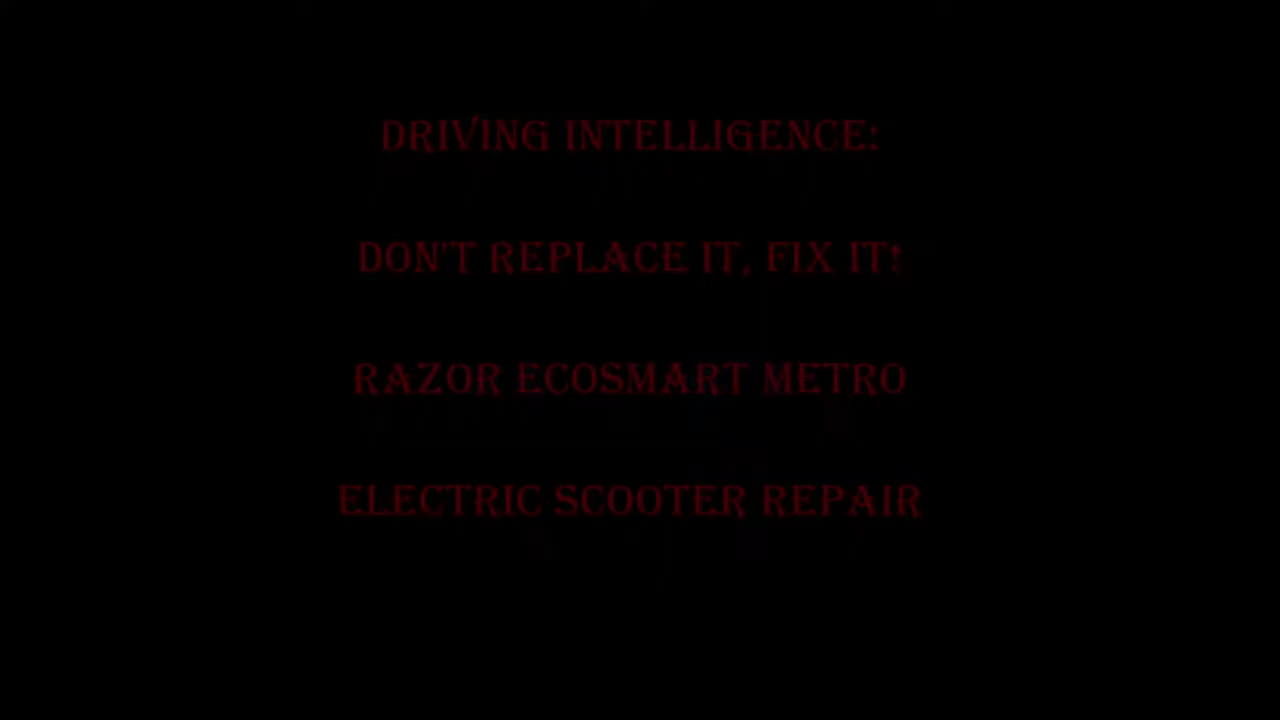 DRIVING INTELLIGENCE:
DON'T REPLACE IT, FIX IT!
RAZOR ECOSMART METRO
ELECTRIC SCOOTER REPAIR